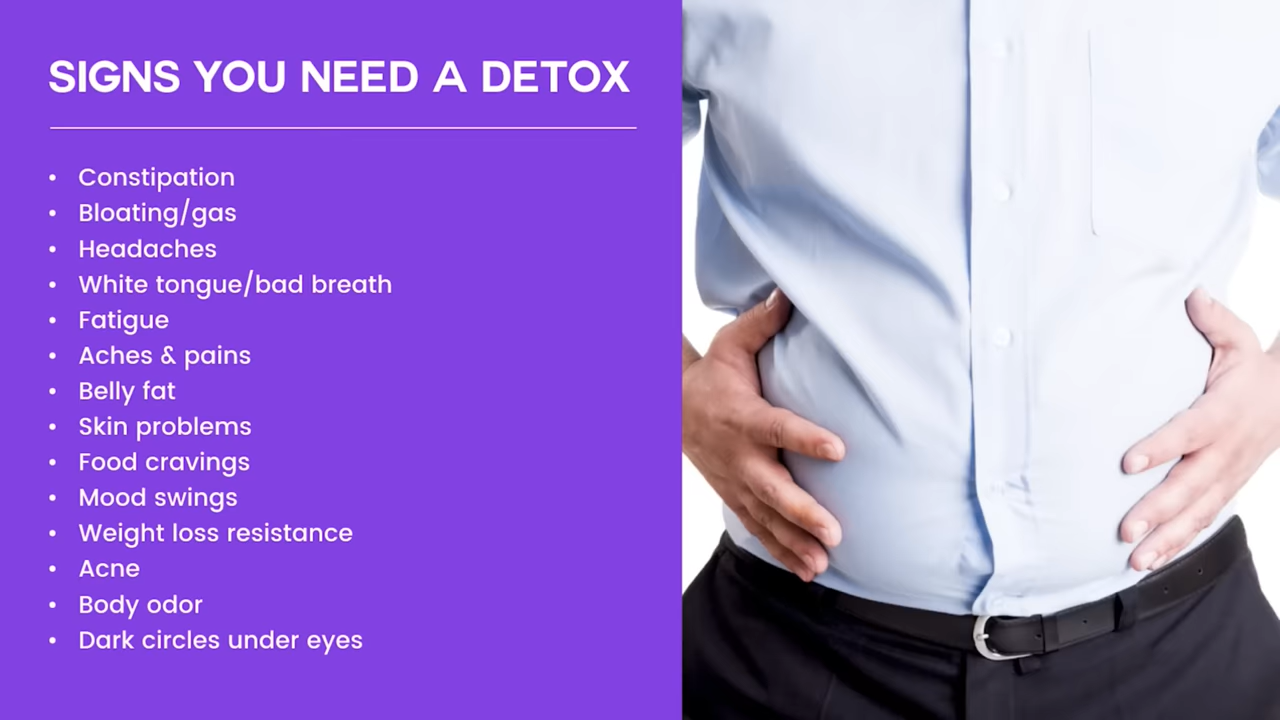 SIGNS YOU NEED A DETOX
• Constipation
• Bloating/gas
• Headaches
• White tongue/bad breath
• Fatigue
• Aches & pains
• Belly fat
• Skin problems
• Food cravings
• Mood swings
• Weight loss resistance
• Acne
• Body odor
• Dark circles under eyes